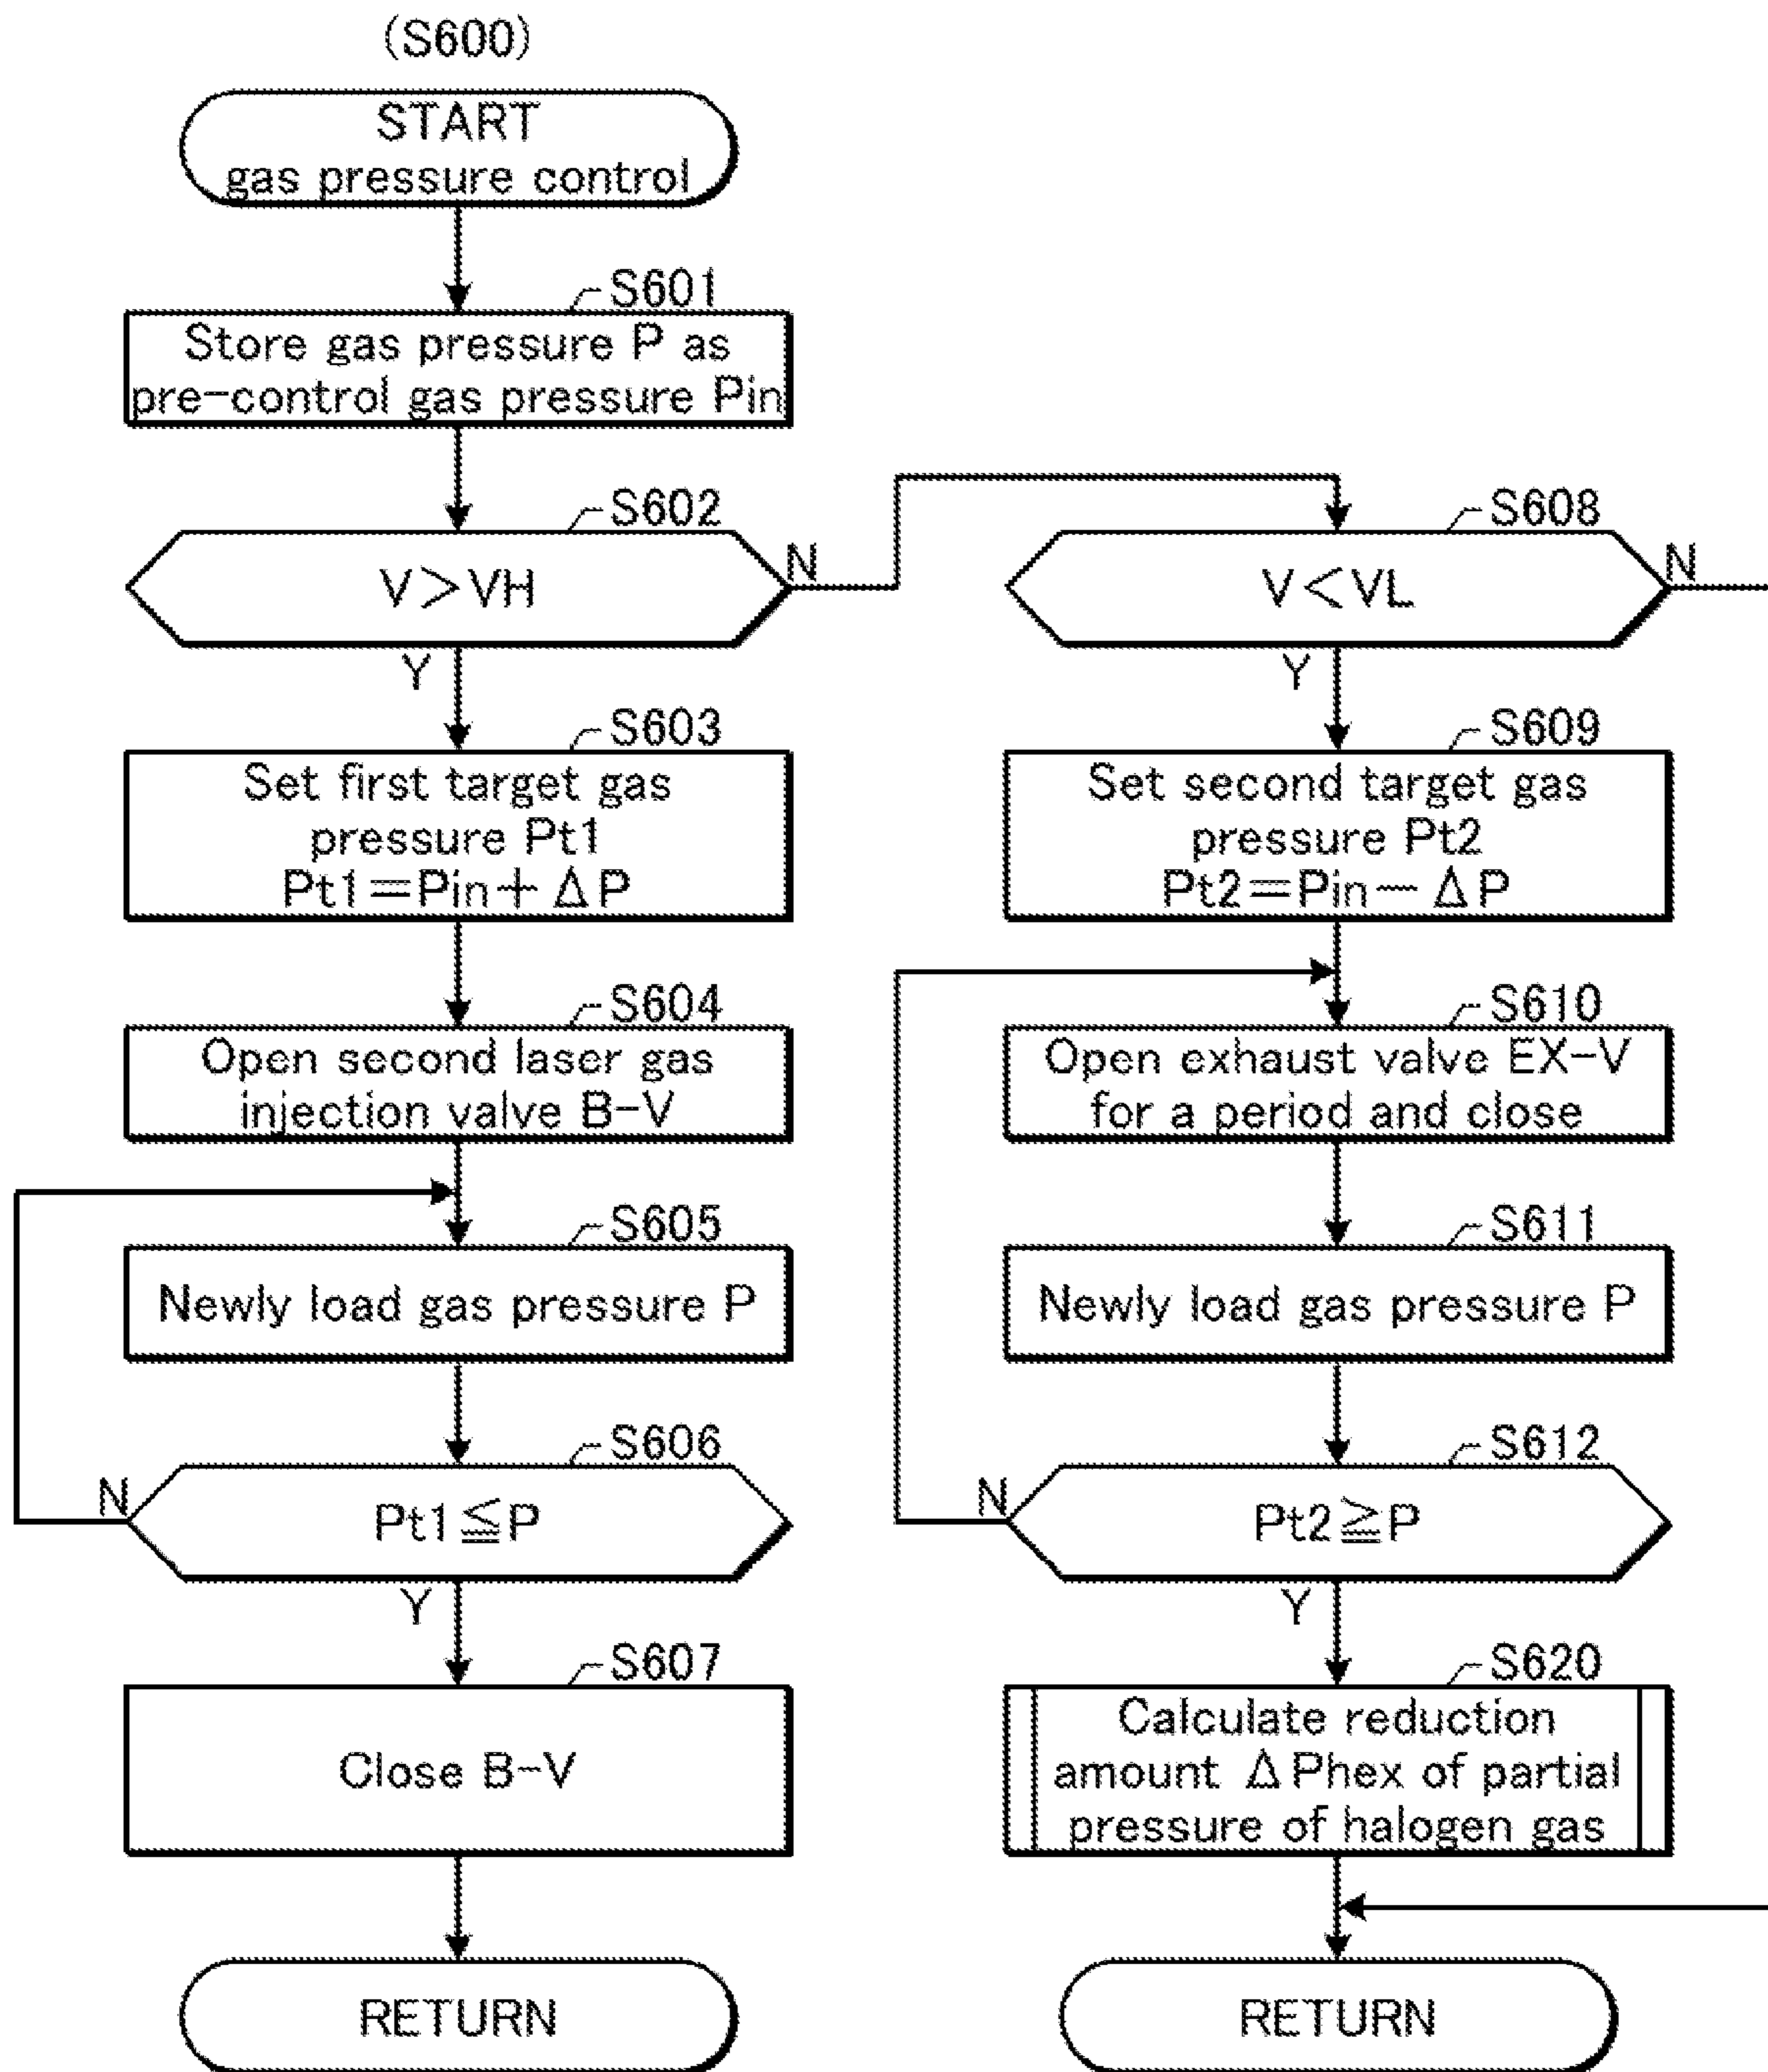 (S600)
START
gas pressure control
S601
Store gas pressure P as
pre-control gas pressure Pin
S602
V>VH
N
Y
S603
Set first target gas
pressure Pt1
Pt1=Pin+ΔP
S604
Open second laser gas
injection valve B-V
S605
Newly load gas pressure P
S606
N
Pt1≦P
Y
S607
Close B-V
RETURN
S608
V<VL
N
Y
S609
Set second target gas
pressure Pt2
Pt2=Pin-ΔP
S610
Open exhaust valve EX-V
for a period and close
S611
Newly load gas pressure P
S612
N
Pt2≧P
Y
S620
Calculate reduction
amount ΔPhex of partial
pressure of halogen gas
RETURN